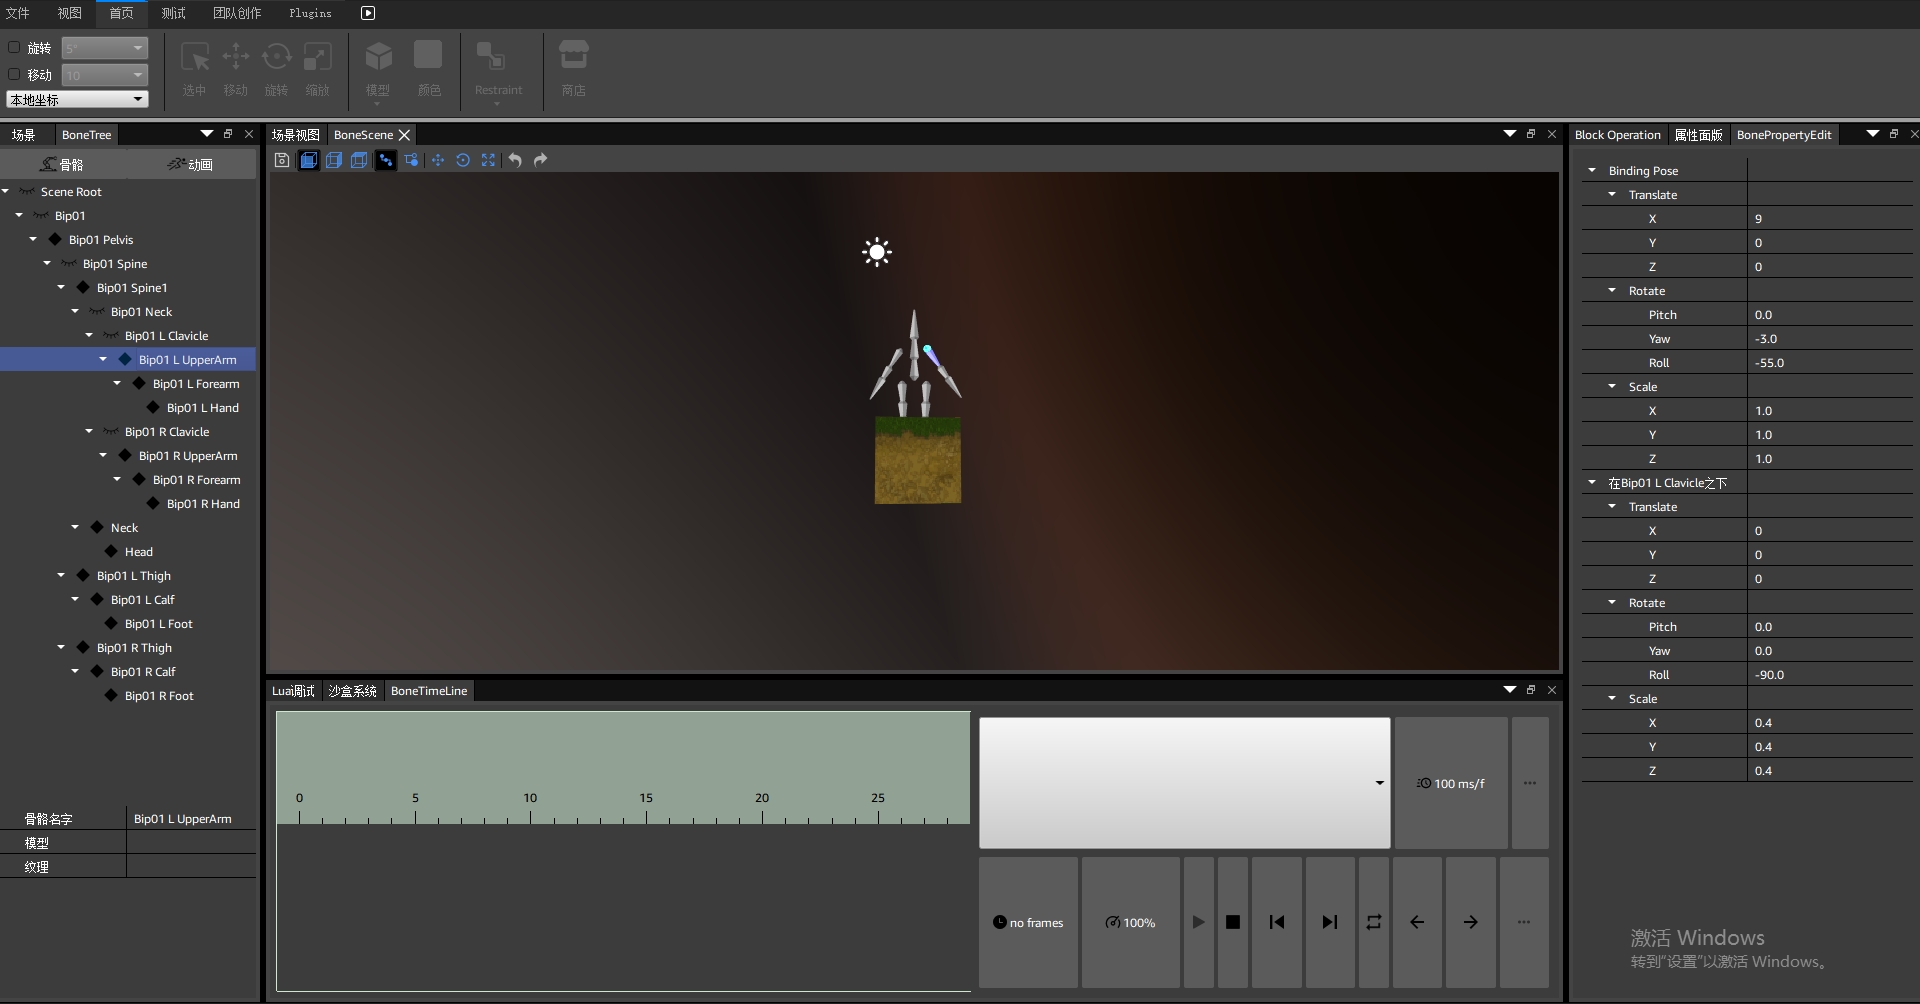 文件 视图 首页 测试 团队创作 Plugins
旋转 5°
移动 10
本地坐标
选中 移动 旋转 缩放 模型 颜色 Restraint 商店
场景 BoneTree
骨骼 动画
Scene Root
Bip01
Bip01 Pelvis
Bip01 Spine
Bip01 Spine1
Bip01 Neck
Bip01 L Clavicle
Bip01 L UpperArm
Bip01 L Forearm
Bip01 L Hand
Bip01 R Clavicle
Bip01 R UpperArm
Bip01 R Forearm
Bip01 R Hand
Neck
Head
Bip01 L Thigh
Bip01 L Calf
Bip01 L Foot
Bip01 R Thigh
Bip01 R Calf
Bip01 R Foot
骨骼名字 Bip01 L UpperArm
模型
纹理
场景视图 BoneScene
Lua调试 沙盒系统 BoneTimeLine
0 5 10 15 20 25
100 ms/f ...
no frames 100% ...
Block Operation 属性面版 BonePropertyEdit
Binding Pose
Translate
X 9
Y 0
Z 0
Rotate
Pitch 0.0
Yaw -3.0
Roll -55.0
Scale
X 1.0
Y 1.0
Z 1.0
在Bip01 L Clavicle之下
Translate
X 0
Y 0
Z 0
Rotate
Pitch 0.0
Yaw 0.0
Roll -90.0
Scale
X 0.4
Y 0.4
Z 0.4
激活 Windows
转到"设置"以激活 Windows。